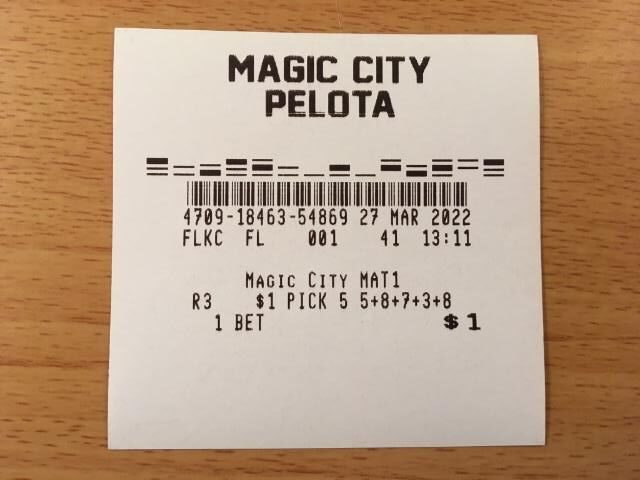 MAGIC CITY
PELOTA
4709-18463-54869 27 MAR 2022
FLKC FL 001 41 13:11
MAGIC CITY MAT1
R3 $1 PICK 5 5+8+7+3+8
1 BET $1